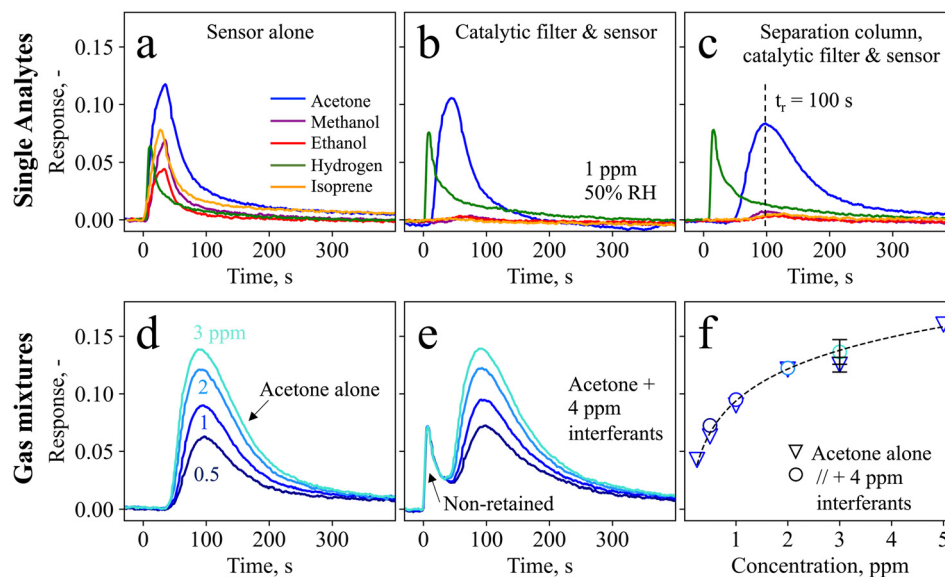 Single Analytes
Response, -
0.15
0.10
0.05
0.00
a
Sensor alone
Acetone
Methanol
Ethanol
Hydrogen
Isoprene
0 100 200 300
Time, s
b
Catalytic filter & sensor
1 ppm
50% RH
0 100 200 300
Time, s
c
Separation column,
catalytic filter & sensor
tr = 100 s
0 100 200 300
Time, s
Gas mixtures
Response, -
0.15
0.10
0.05
0.00
d
3 ppm
2
1
0.5
Acetone alone
0 100 200 300
Time, s
e
Acetone +
4 ppm
interferants
Non-retained
0 100 200 300
Time, s
f
Acetone alone
// + 4 ppm
interferants
1 2 3 4 5
Concentration, ppm